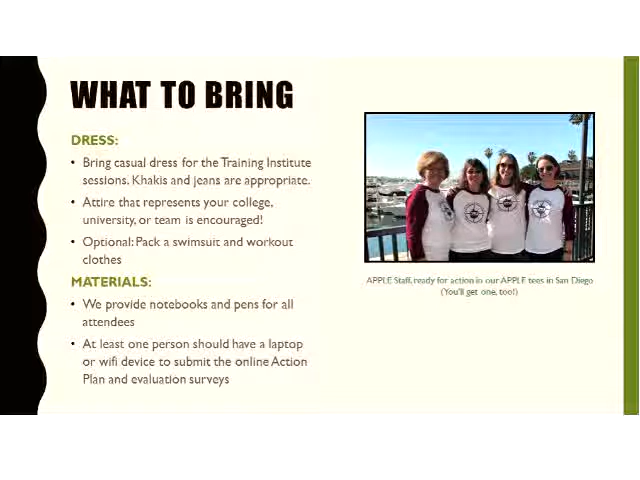 WHAT TO BRING
DRESS:
• Bring casual dress for the Training Institute
sessions. Khakis and jeans are appropriate.
• Attire that represents your college,
university, or team is encouraged!
• Optional: Pack a swimsuit and workout
clothes
MATERIALS:
• We provide notebooks and pens for all
attendees
• At least one person should have a laptop
or wifi device to submit the online Action
Plan and evaluation surveys
APPLE Staff, ready for action in our APPLE tees in San Diego
(You'll get one, too!)